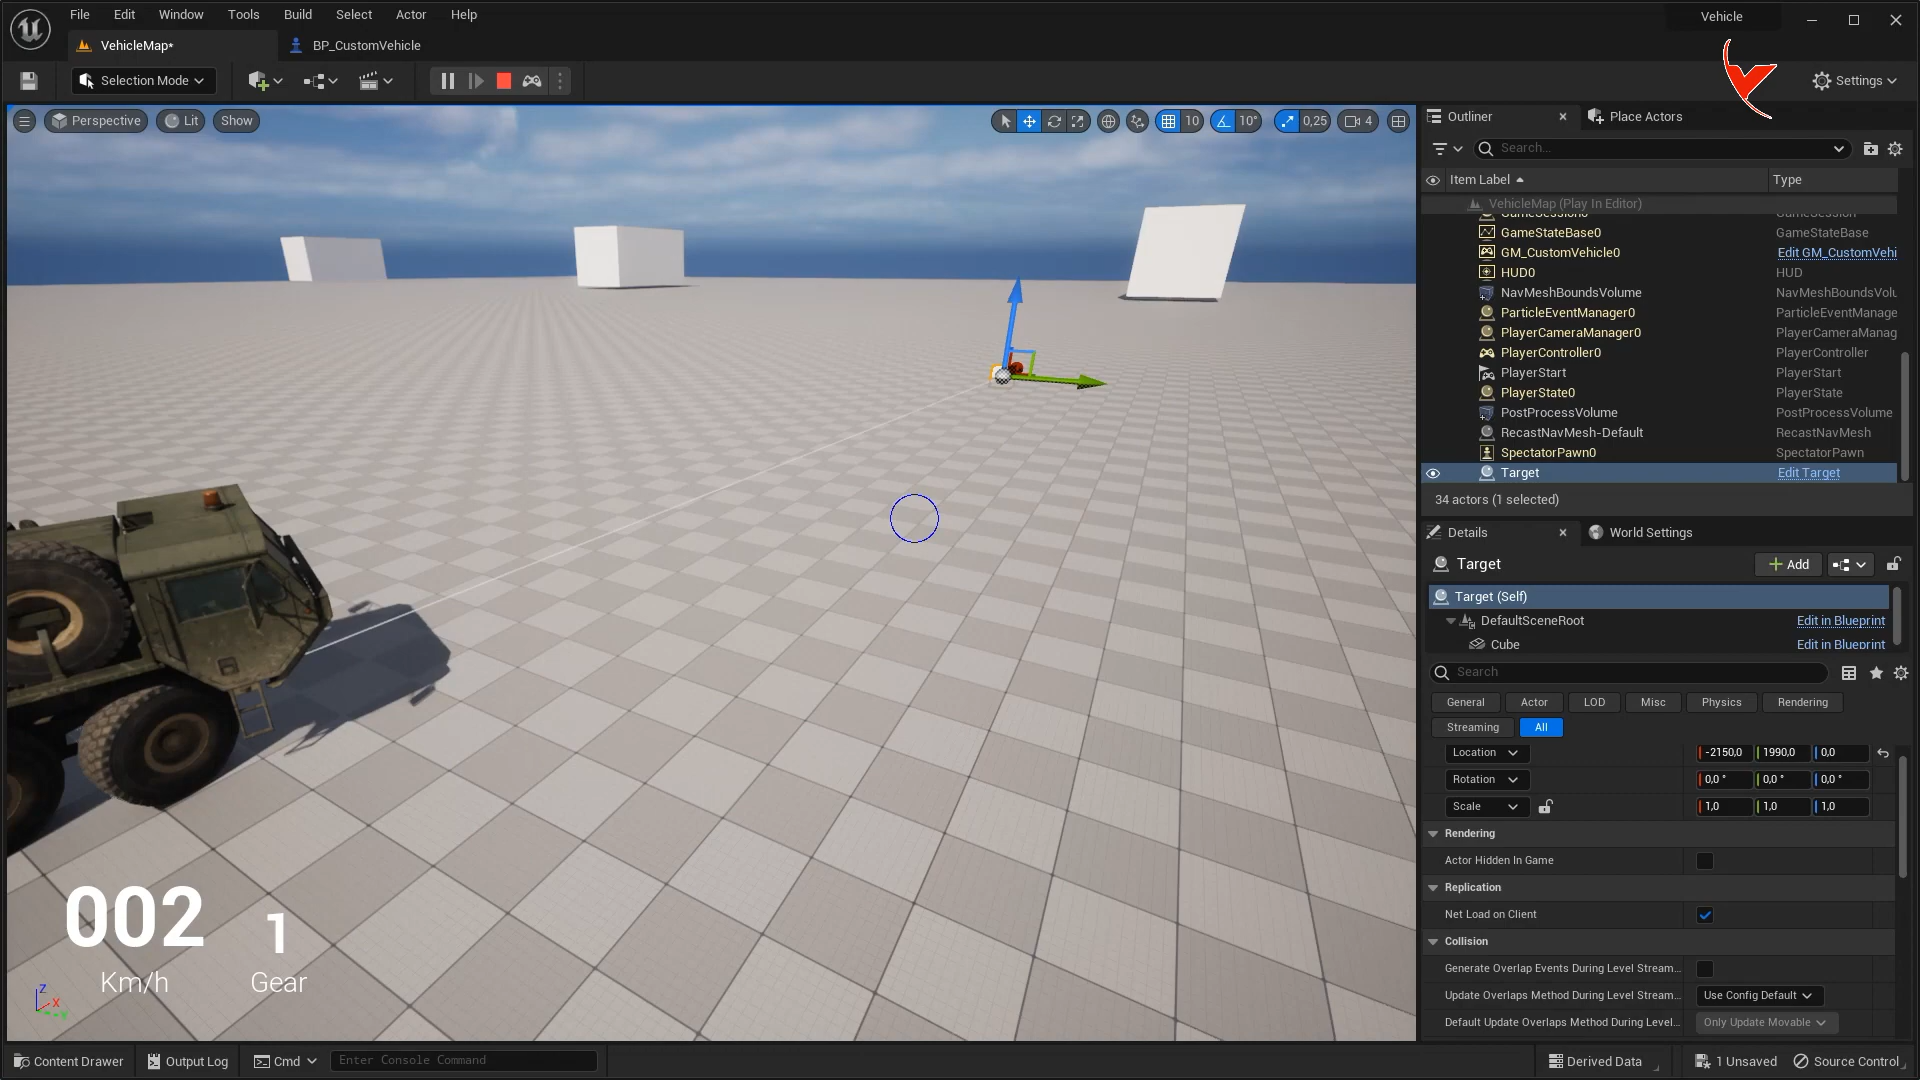 File Edit Window Tools Build Select Actor Help
Vehicle
VehicleMap* BP_CustomVehicle
Selection Mode
Settings
Perspective Lit Show
10 10° 0,25 4
Outliner Place Actors
Search...
Item Label Type
VehicleMap (Play In Editor)
GameSession0 GameSession
GameStateBase0 GameStateBase
GM_CustomVehicle0 Edit GM_CustomVehi
HUD0 HUD
NavMeshBoundsVolume NavMeshBoundsVolu
ParticleEventManager0 ParticleEventManage
PlayerCameraManager0 PlayerCameraManag
PlayerController0 PlayerController
PlayerStart PlayerStart
PlayerState0 PlayerState
PostProcessVolume PostProcessVolume
RecastNavMesh-Default RecastNavMesh
SpectatorPawn0 SpectatorPawn
Target Edit Target
34 actors (1 selected)
Details World Settings
Target Add
Target (Self)
DefaultSceneRoot Edit in Blueprint
Cube Edit in Blueprint
Search
General Actor LOD Misc Physics Rendering
Streaming All
Location -2150,0 1990,0 0,0
Rotation 0,0 ° 0,0 ° 0,0 °
Scale 1,0 1,0 1,0
Rendering
Actor Hidden In Game
Replication
Net Load on Client
Collision
Generate Overlap Events During Level Stream...
Update Overlaps Method During Level Stream... Use Config Default
Default Update Overlaps Method During Level... Only Update Movable
002 1
Km/h Gear
Z X Y
Content Drawer Output Log Cmd Enter Console Command Derived Data 1 Unsaved Source Control